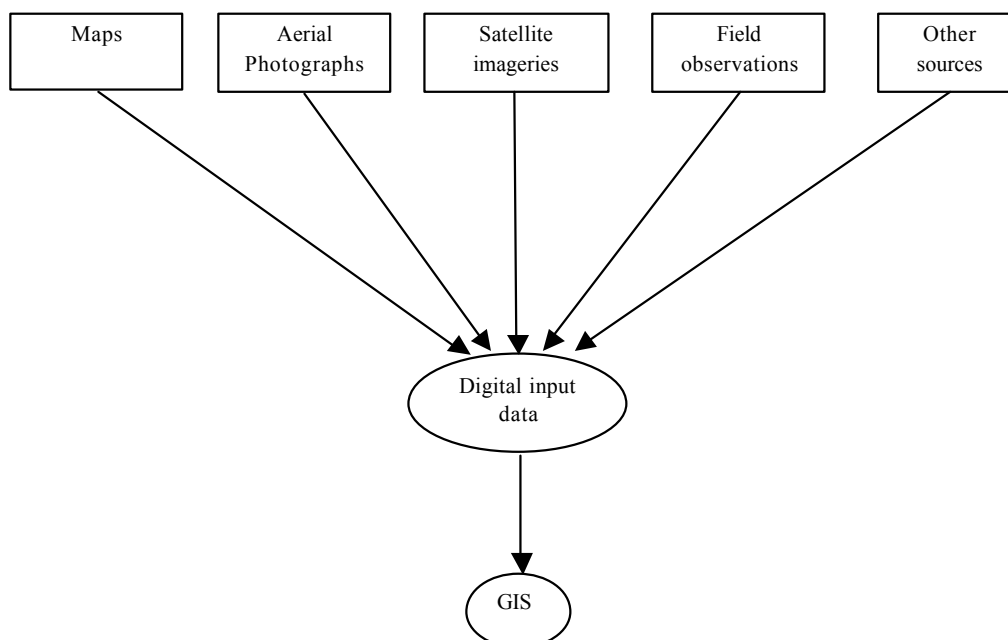 Maps
Aerial
Photographs
Satellite
imageries
Field
observations
Other
sources
Digital input
data
GIS